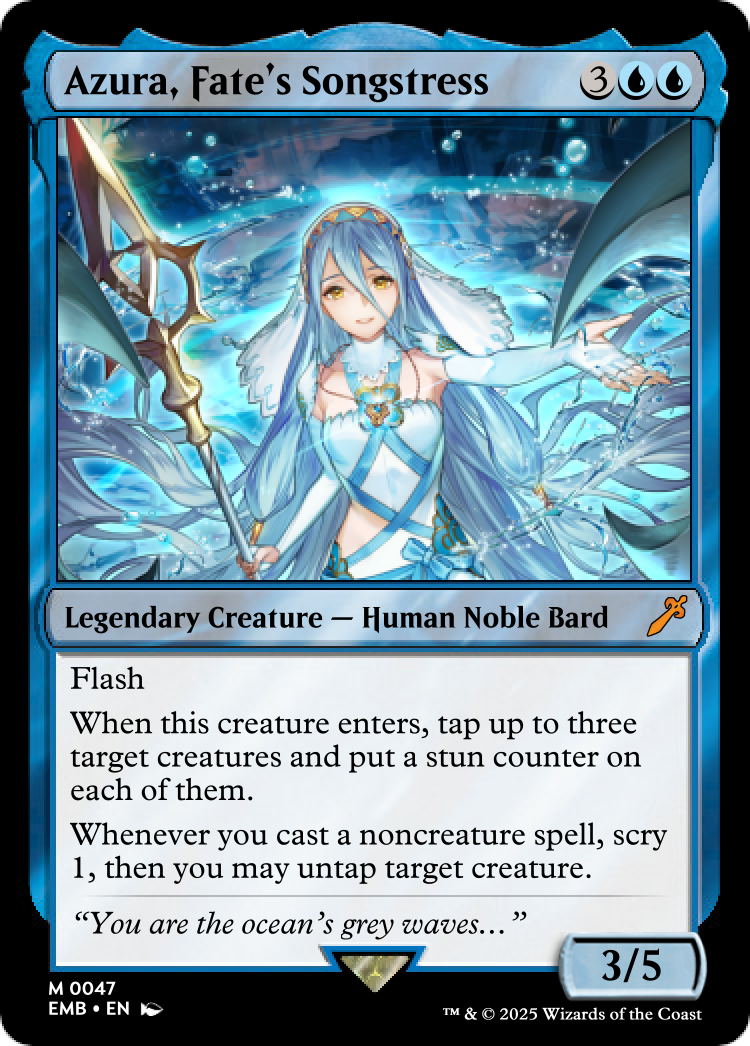 Azura, Fate's Songstress 3
Legendary Creature — Human Noble Bard
Flash
When this creature enters, tap up to three
target creatures and put a stun counter on
each of them.
Whenever you cast a noncreature spell, scry
1, then you may untap target creature.
“You are the ocean's grey waves...”
3/5
M 0047
EMB • EN
™ & © 2025 Wizards of the Coast